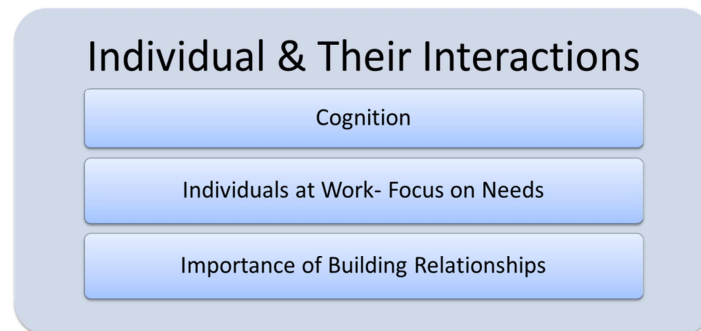 Individual & Their Interactions
Cognition
Individuals at Work- Focus on Needs
Importance of Building Relationships